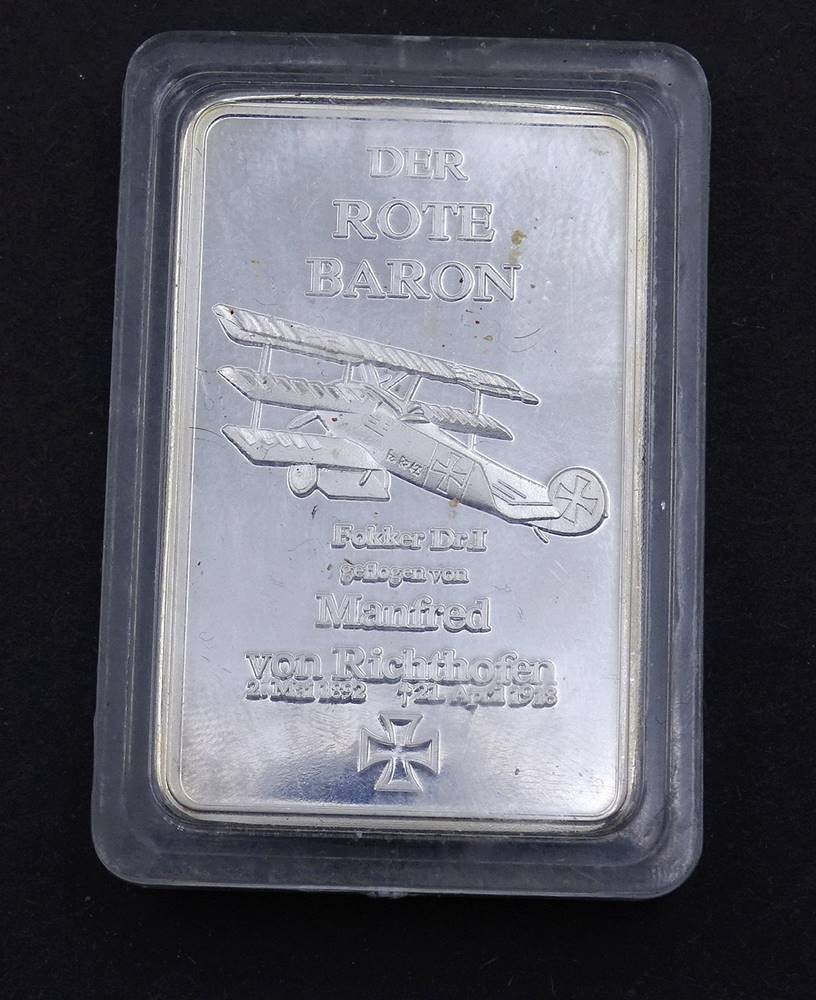 DER
ROTE
BARON
Fokker Dr.I
geflogen von
Manfred
von Richthofen
2. Mai 1892 †21. April 1918